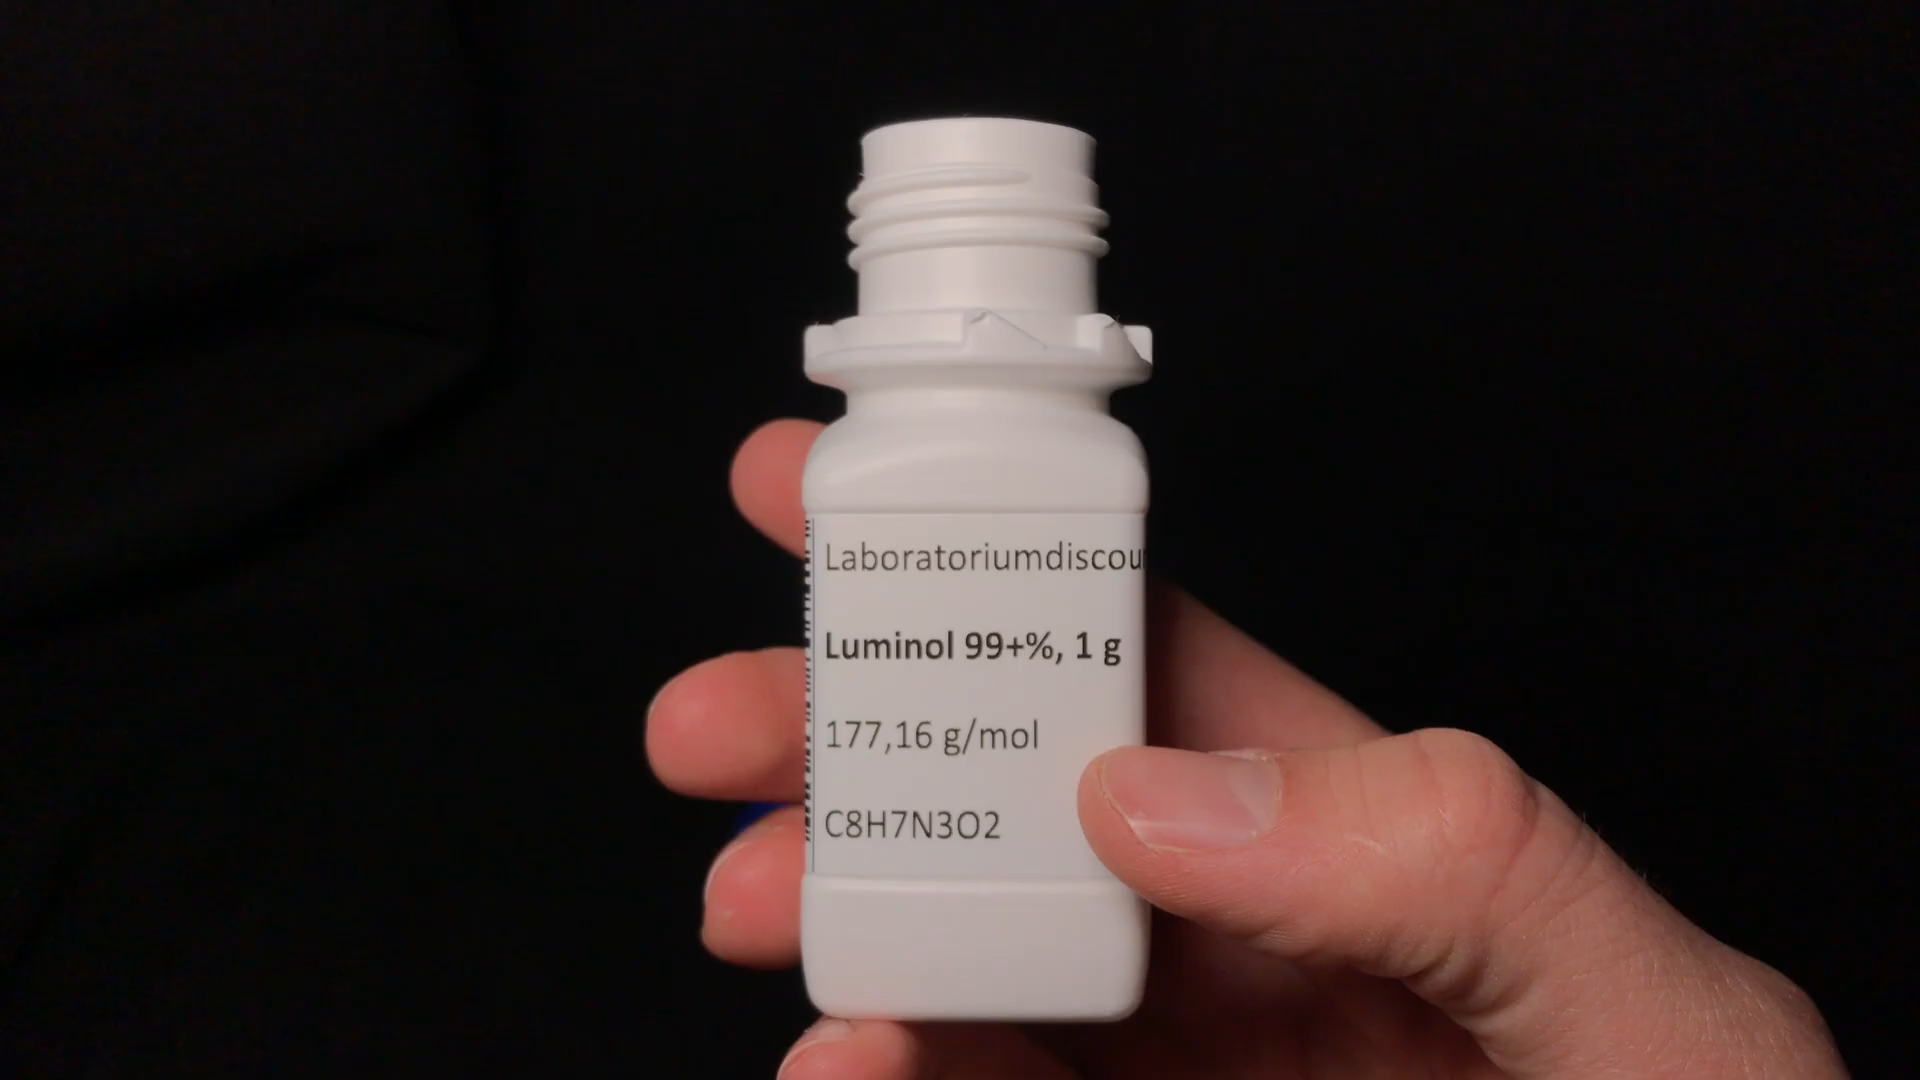 Laboratoriumdiscou
Luminol 99+%, 1 g
177,16 g/mol
C8H7N3O2